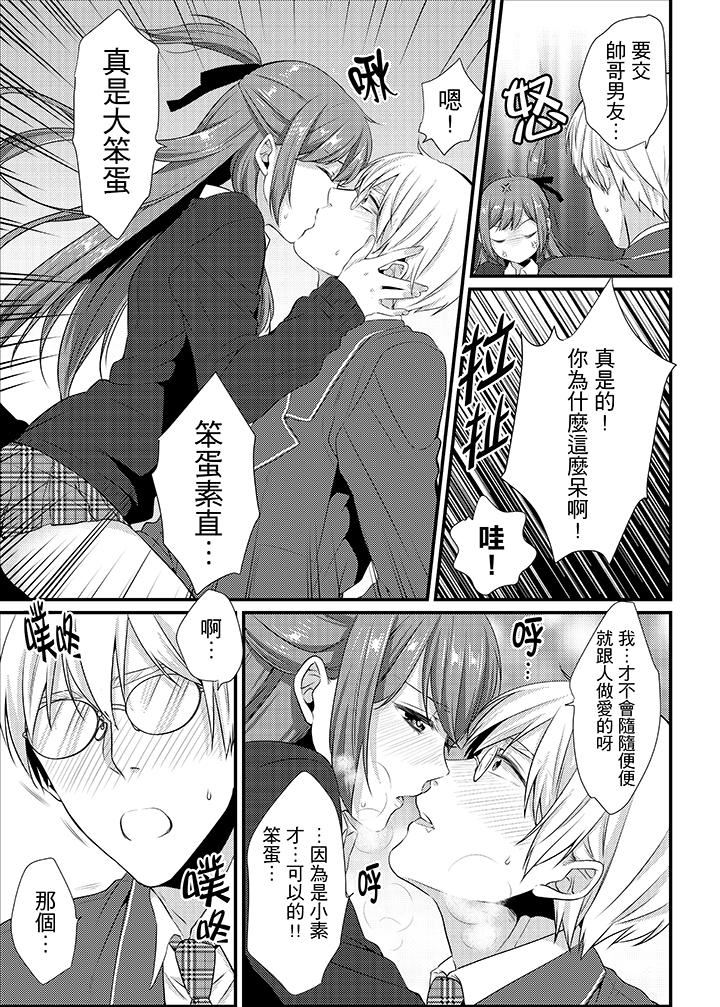 要交
帥哥男友…
怒
真是的！
你為什麼這麼呆啊！
拉扯
哇！
嗯！
啾
真是大笨蛋
笨蛋素直…
我…才不會隨隨便便
就跟人做愛的呀
呼
…因為是小素
才…可以的!!
笨蛋…
呼
啊…
噗咚
噗咚
那個…